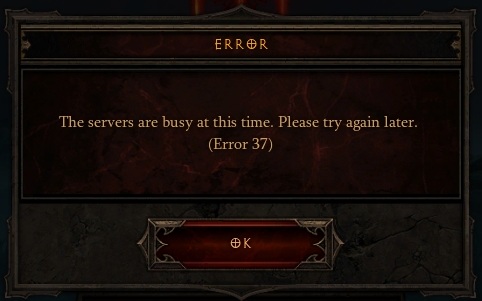 ERROR
The servers are busy at this time. Please try again later.
(Error 37)
OK